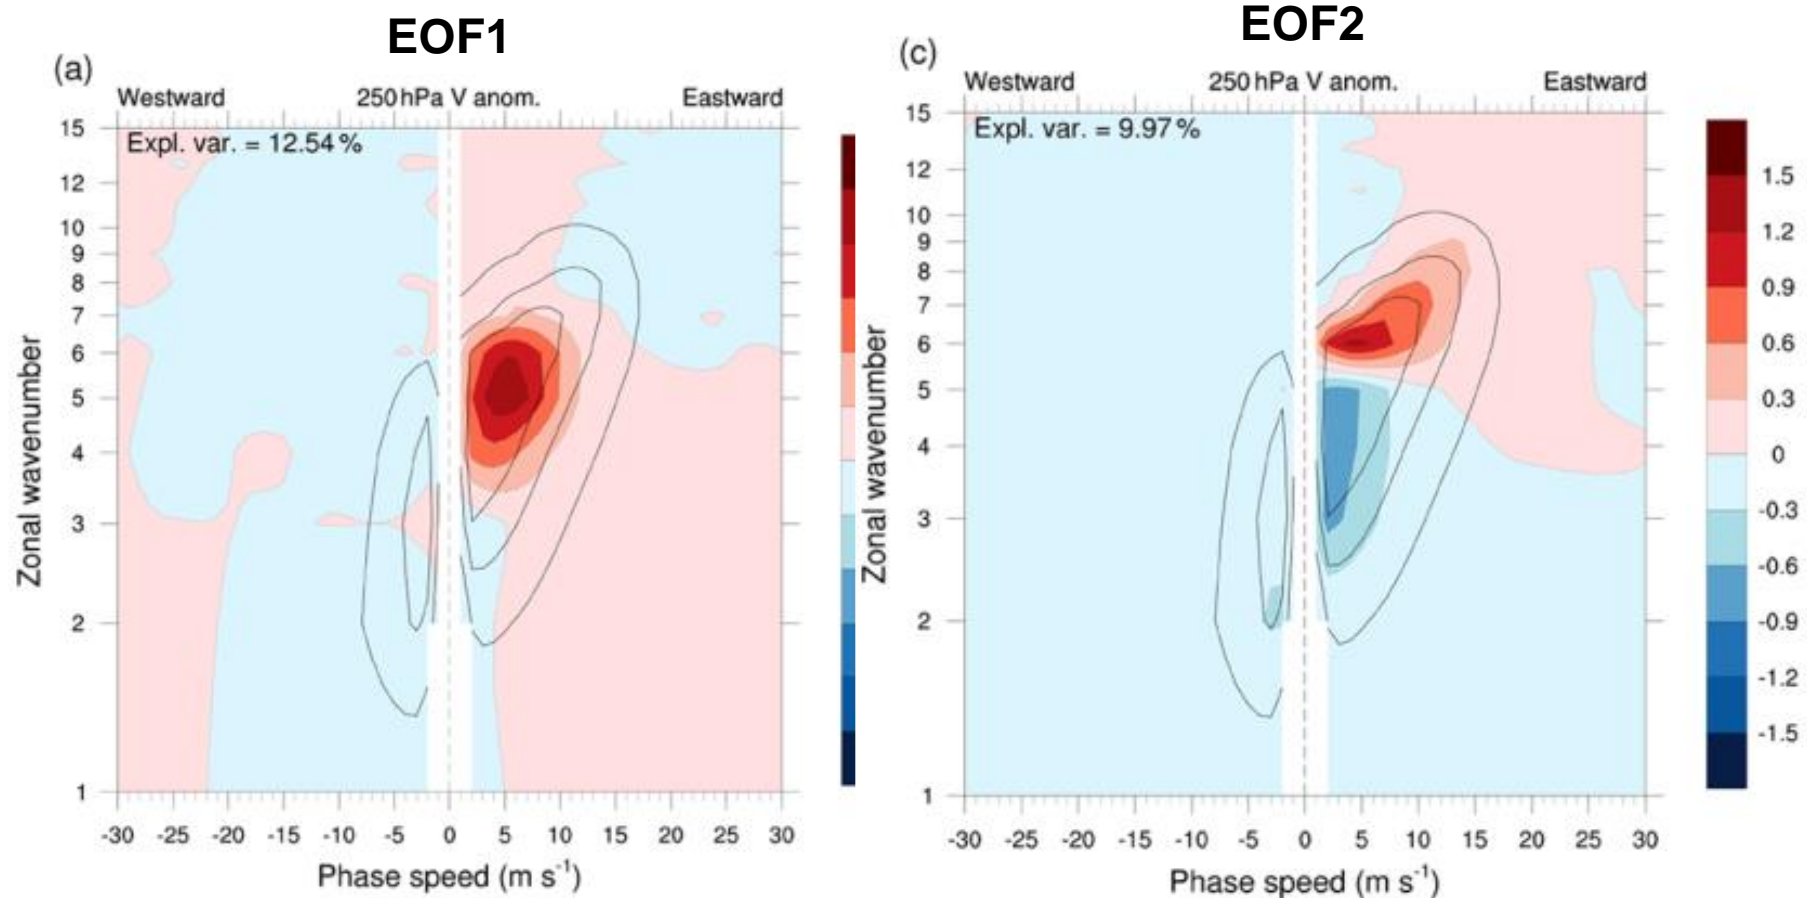 EOF1
(a)
Westward 250 hPa V anom. Eastward
Expl. var. = 12.54 %
15
12
10
9
8
7
6
5
4
3
2
1
Zonal wavenumber
-30 -25 -20 -15 -10 -5 0 5 10 15 20 25 30
Phase speed (m s-1)
EOF2
(c)
Westward 250 hPa V anom. Eastward
Expl. var. = 9.97 %
15
12
10
9
8
7
6
5
4
3
2
1
Zonal wavenumber
-30 -25 -20 -15 -10 -5 0 5 10 15 20 25 30
Phase speed (m s-1)
1.5
1.2
0.9
0.6
0.3
0
-0.3
-0.6
-0.9
-1.2
-1.5